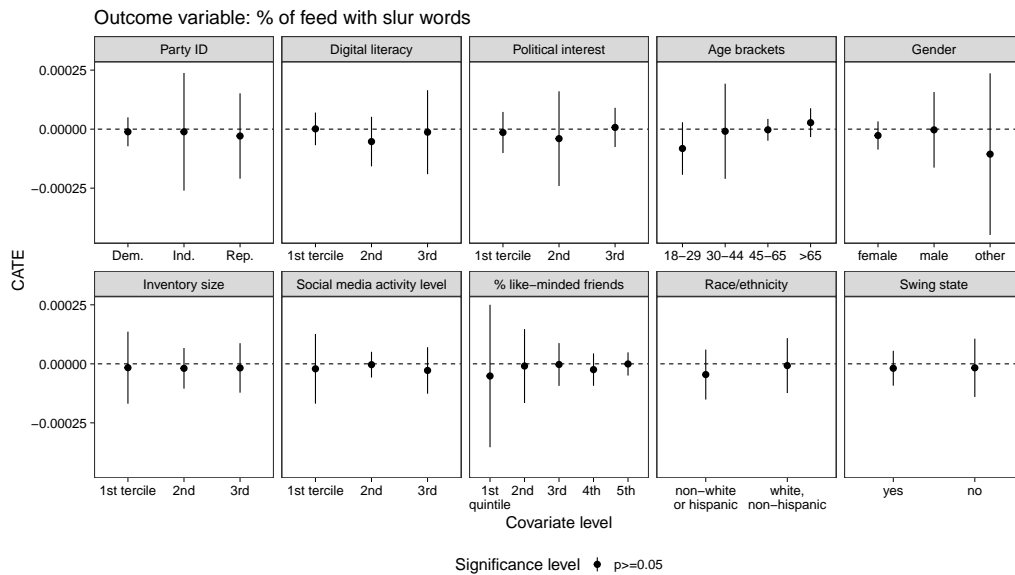 Outcome variable: % of feed with slur words
Party ID
Digital literacy
Political interest
Age brackets
Gender
0.00025
0.00000
−0.00025
Dem. Ind. Rep.
1st tercile 2nd 3rd
1st tercile 2nd 3rd
18−29 30−44 45−65 >65
female male other
CATE
Inventory size
Social media activity level
% like−minded friends
Race/ethnicity
Swing state
0.00025
0.00000
−0.00025
1st tercile 2nd 3rd
1st tercile 2nd 3rd
1st 2nd 3rd 4th 5th
quintile
non−white white,
or hispanic non−hispanic
yes no
Covariate level
Significance level p>=0.05